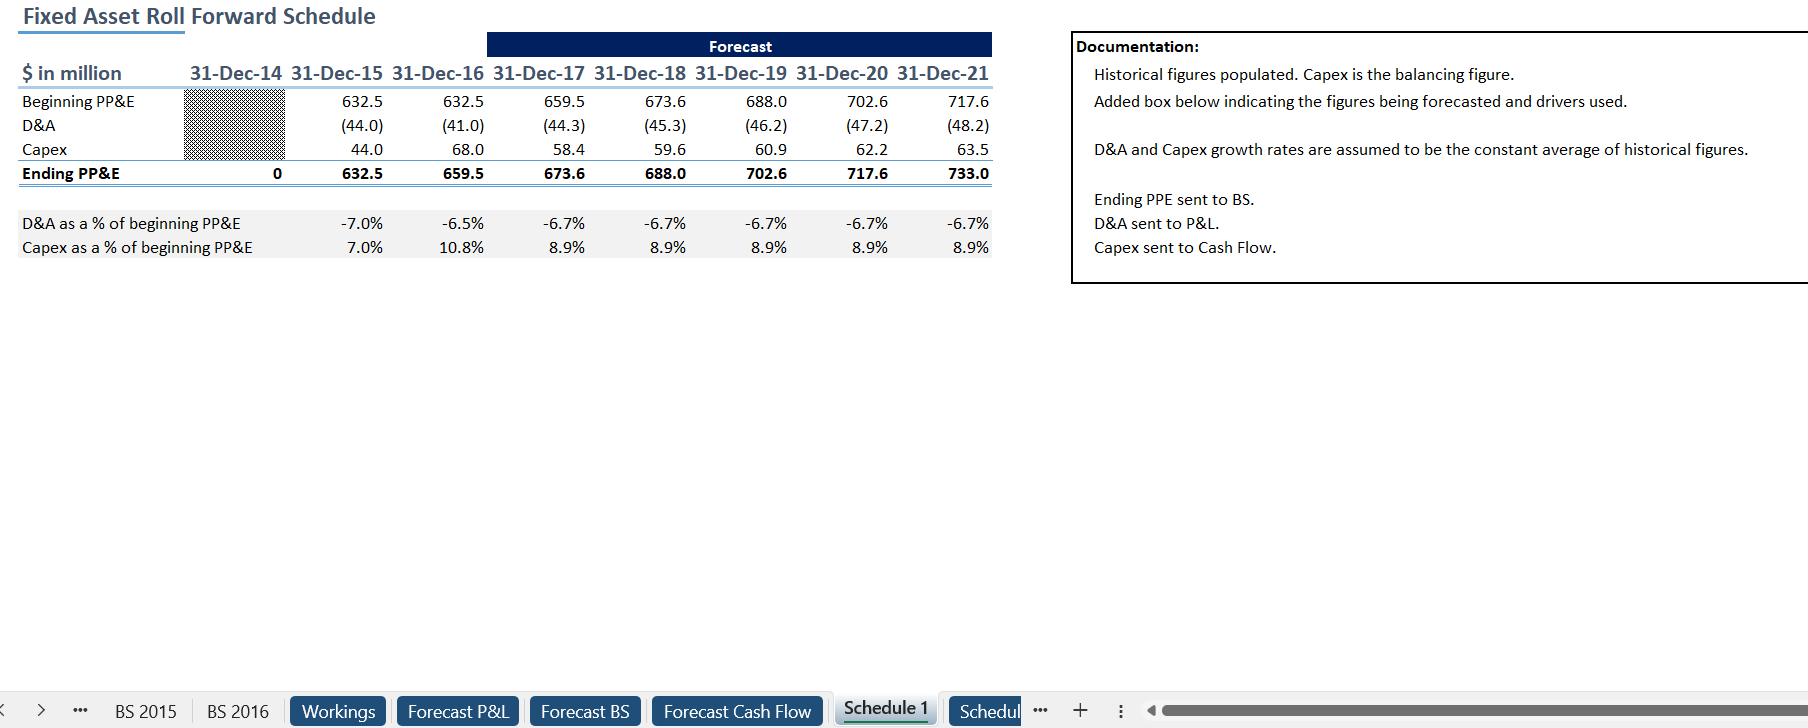 Fixed Asset Roll Forward Schedule
Forecast
$ in million 31-Dec-14 31-Dec-15 31-Dec-16 31-Dec-17 31-Dec-18 31-Dec-19 31-Dec-20 31-Dec-21
Beginning PP&E 632.5 632.5 659.5 673.6 688.0 702.6 717.6
D&A (44.0) (41.0) (44.3) (45.3) (46.2) (47.2) (48.2)
Capex 44.0 68.0 58.4 59.6 60.9 62.2 63.5
Ending PP&E 0 632.5 659.5 673.6 688.0 702.6 717.6 733.0
D&A as a % of beginning PP&E -7.0% -6.5% -6.7% -6.7% -6.7% -6.7% -6.7%
Capex as a % of beginning PP&E 7.0% 10.8% 8.9% 8.9% 8.9% 8.9% 8.9%
Documentation:
Historical figures populated. Capex is the balancing figure.
Added box below indicating the figures being forecasted and drivers used.
D&A and Capex growth rates are assumed to be the constant average of historical figures.
Ending PPE sent to BS.
D&A sent to P&L.
Capex sent to Cash Flow.
BS 2015 BS 2016 Workings Forecast P&L Forecast BS Forecast Cash Flow Schedule 1 Schedul